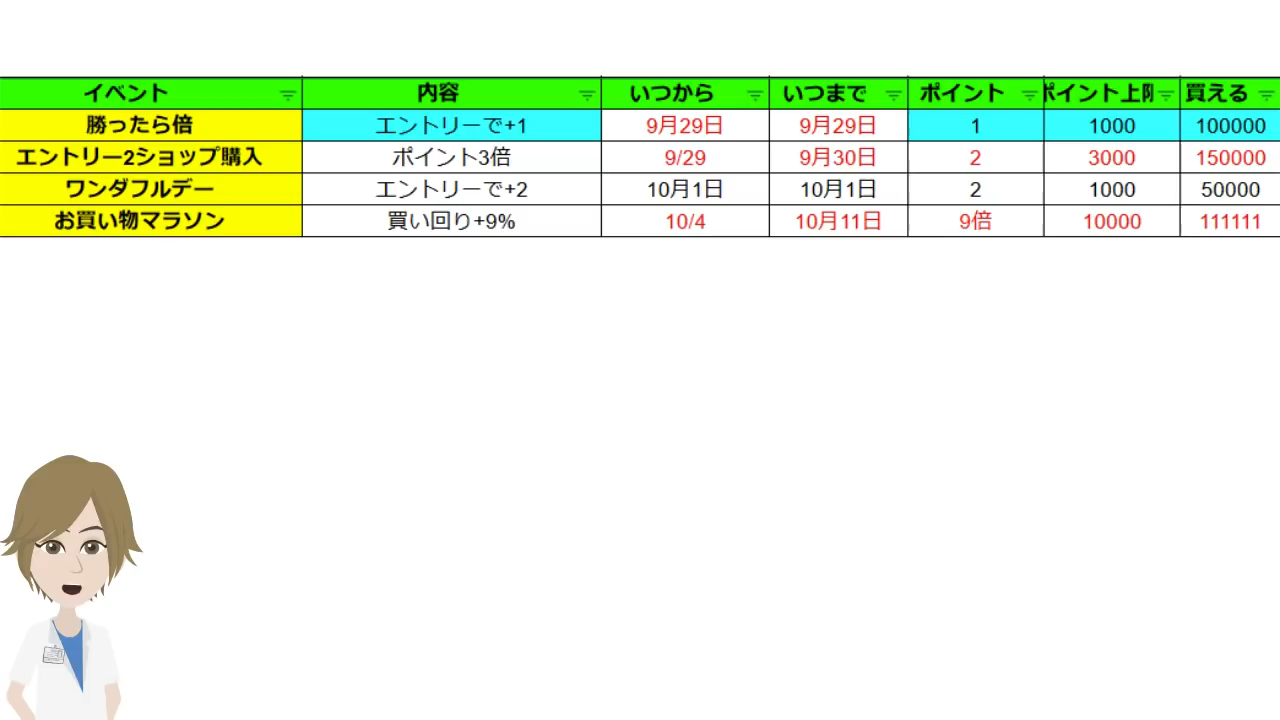 イベント 内容 いつから いつまで ポイント ポイント上限 買える
勝ったら倍 エントリーで+1 9月29日 9月29日 1 1000 100000
エントリー2ショップ購入 ポイント3倍 9/29 9月30日 2 3000 150000
ワンダフルデー エントリーで+2 10月1日 10月1日 2 1000 50000
お買い物マラソン 買い回り+9% 10/4 10月11日 9倍 10000 111111